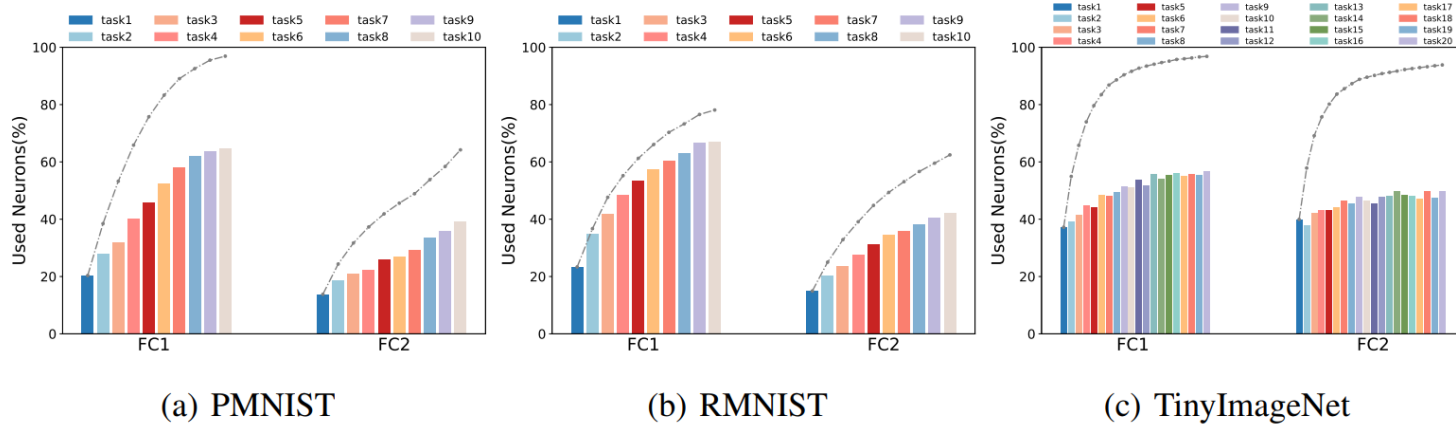 task1 task3 task5 task7 task9
task2 task4 task6 task8 task10
100
80
60
40
20
0
Used Neurons(%)
FC1 FC2
(a) PMNIST
task1 task3 task5 task7 task9
task2 task4 task6 task8 task10
100
80
60
40
20
0
Used Neurons(%)
FC1 FC2
(b) RMNIST
task1 task5 task9 task13 task17
task2 task6 task10 task14 task18
task3 task7 task11 task15 task19
task4 task8 task12 task16 task20
100
80
60
40
20
0
Used Neurons(%)
FC1 FC2
(c) TinyImageNet